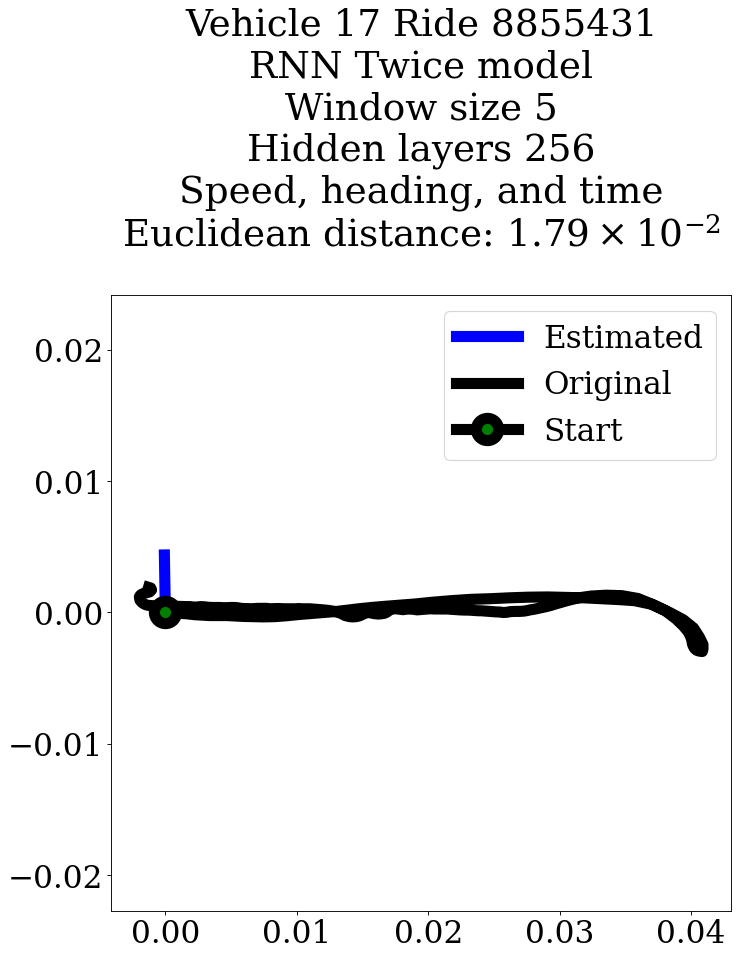 Vehicle 17 Ride 8855431
RNN Twice model
Window size 5
Hidden layers 256
Speed, heading, and time
Euclidean distance: 1.79 × 10⁻²
Estimated
Original
Start
0.02
0.01
0.00
−0.01
−0.02
0.00 0.01 0.02 0.03 0.04